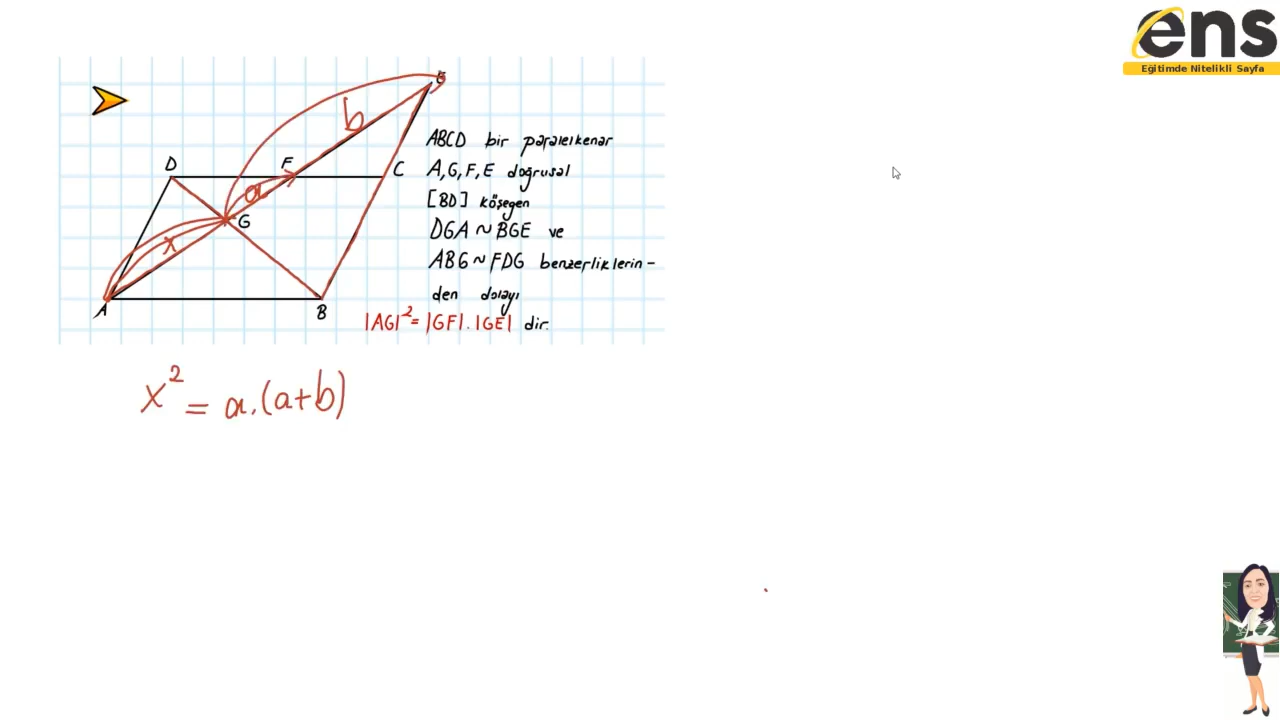 ens
Eğitimde Nitelikli Sayfa
E
b
D
F
C
a
G
x
A
B
ABCD bir paralelkenar
A, G, F, E doğrusal
[BD] köşegen
DGA ~ BGE ve
ABG ~ FDG benzerliklerin-
den dolayı
|AG|² = |GF| . |GE| dir.
x² = a.(a+b)